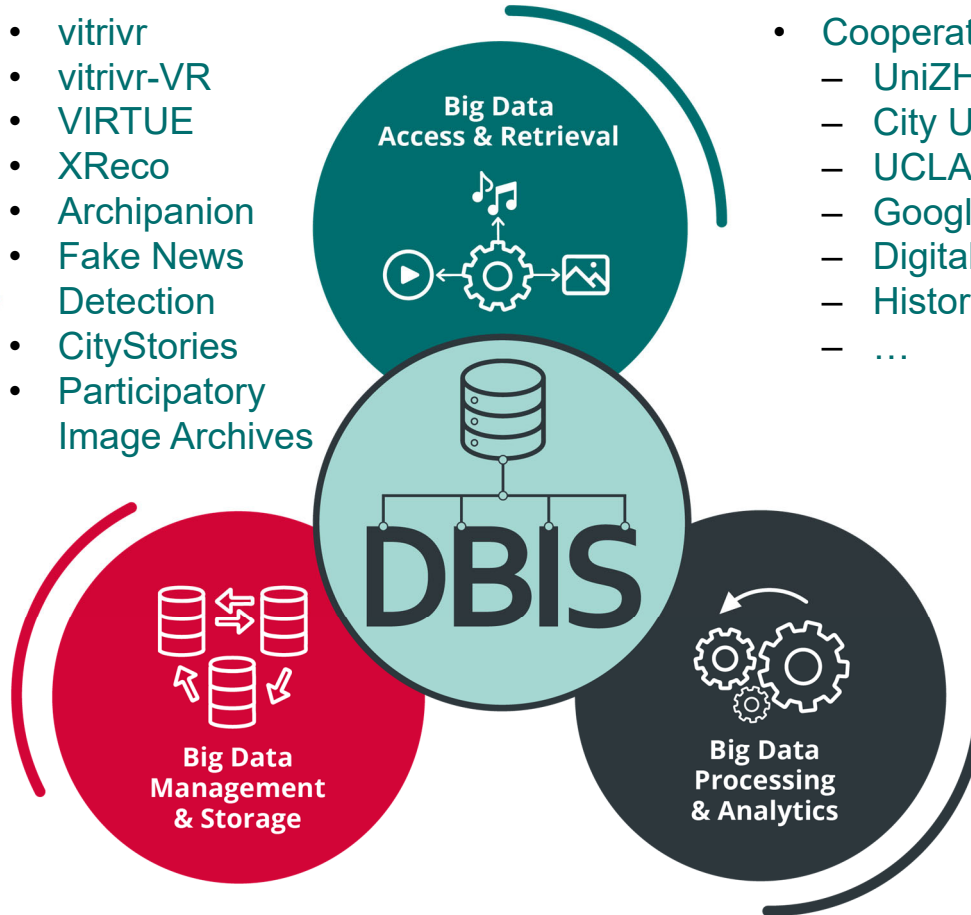 • vitrivr
• vitrivr-VR
• VIRTUE
• XReco
• Archipanion
• Fake News
Detection
• CityStories
• Participatory
Image Archives
Big Data
Access & Retrieval
•
– UniZH
– City U
– UCLA
–
–
–
– …
DBIS
Big Data
Management
& Storage
Big Data
Processing
& Analytics